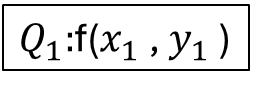 Q₁:f(x₁ , y₁ )